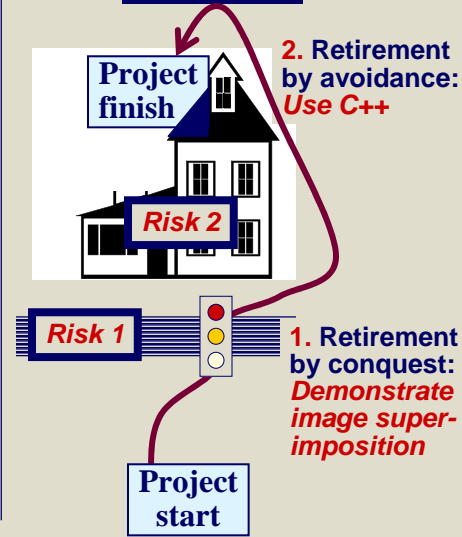 Project
finish
2. Retirement
by avoidance:
Use C++
Risk 2
Risk 1
1. Retirement
by conquest:
Demonstrate
image super-
imposition
Project
start